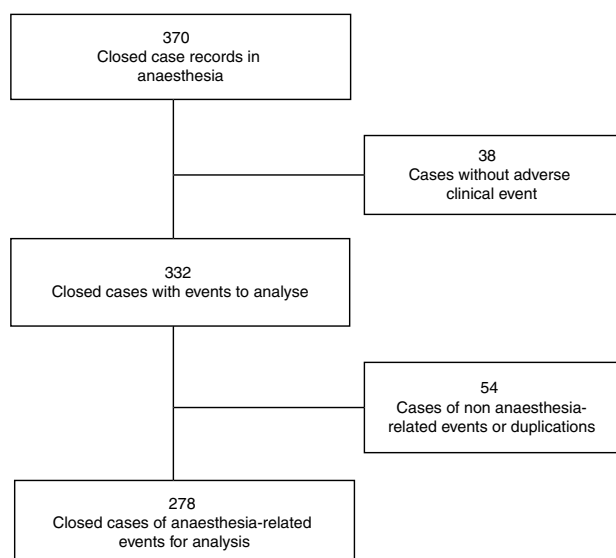 370
Closed case records in
anaesthesia
38
Cases without adverse
clinical event
332
Closed cases with events to analyse
54
Cases of non anaesthesia-
related events or duplications
278
Closed cases of anaesthesia-related
events for analysis